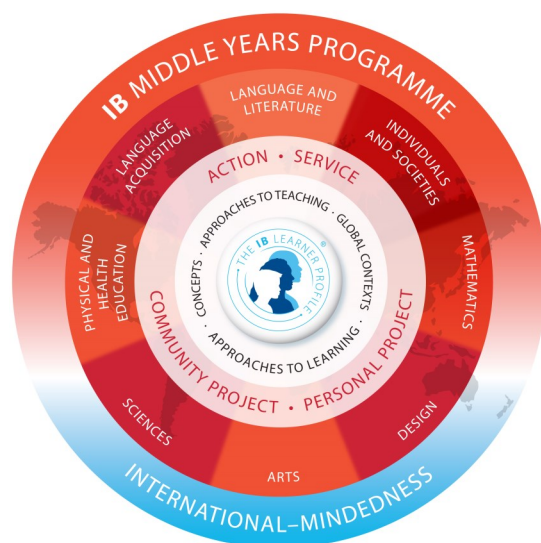 IB MIDDLE YEARS PROGRAMME
LANGUAGE AND
LITERATURE
INDIVIDUALS
AND SOCIETIES
MATHEMATICS
DESIGN
ARTS
SCIENCES
PHYSICAL AND
HEALTH
EDUCATION
LANGUAGE
ACQUISITION
ACTION • SERVICE
COMMUNITY PROJECT • PERSONAL PROJECT
APPROACHES TO TEACHING · GLOBAL CONTEXTS ·
APPROACHES TO LEARNING · CONCEPTS ·
THE IB LEARNER PROFILE ®
INTERNATIONAL–MINDEDNESS